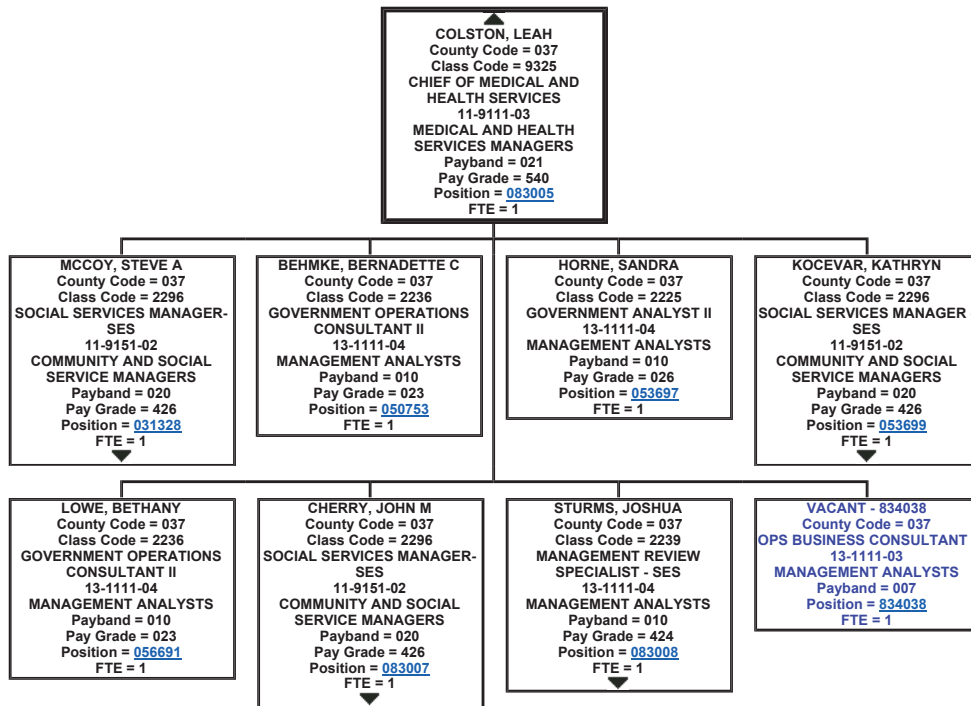 COLSTON, LEAH
County Code = 037
Class Code = 9325
CHIEF OF MEDICAL AND
HEALTH SERVICES
11-9111-03
MEDICAL AND HEALTH
SERVICES MANAGERS
Payband = 021
Pay Grade = 540
Position = 083005
FTE = 1
MCCOY, STEVE A
County Code = 037
Class Code = 2296
SOCIAL SERVICES MANAGER-
SES
11-9151-02
COMMUNITY AND SOCIAL
SERVICE MANAGERS
Payband = 020
Pay Grade = 426
Position = 031328
FTE = 1
BEHMKE, BERNADETTE C
County Code = 037
Class Code = 2236
GOVERNMENT OPERATIONS
CONSULTANT II
13-1111-04
MANAGEMENT ANALYSTS
Payband = 010
Pay Grade = 023
Position = 050753
FTE = 1
HORNE, SANDRA
County Code = 037
Class Code = 2225
GOVERNMENT ANALYST II
13-1111-04
MANAGEMENT ANALYSTS
Payband = 010
Pay Grade = 026
Position = 053697
FTE = 1
KOCEVAR, KATHRYN
County Code = 037
Class Code = 2296
SOCIAL SERVICES MANAGER -
SES
11-9151-02
COMMUNITY AND SOCIAL
SERVICE MANAGERS
Payband = 020
Pay Grade = 426
Position = 053699
FTE = 1
LOWE, BETHANY
County Code = 037
Class Code = 2236
GOVERNMENT OPERATIONS
CONSULTANT II
13-1111-04
MANAGEMENT ANALYSTS
Payband = 010
Pay Grade = 023
Position = 056691
FTE = 1
CHERRY, JOHN M
County Code = 037
Class Code = 2296
SOCIAL SERVICES MANAGER-
SES
11-9151-02
COMMUNITY AND SOCIAL
SERVICE MANAGERS
Payband = 020
Pay Grade = 426
Position = 083007
FTE = 1
STURMS, JOSHUA
County Code = 037
Class Code = 2239
MANAGEMENT REVIEW
SPECIALIST - SES
13-1111-04
MANAGEMENT ANALYSTS
Payband = 010
Pay Grade = 424
Position = 083008
FTE = 1
VACANT - 834038
County Code = 037
OPS BUSINESS CONSULTANT
13-1111-03
MANAGEMENT ANALYSTS
Payband = 007
Position = 834038
FTE = 1